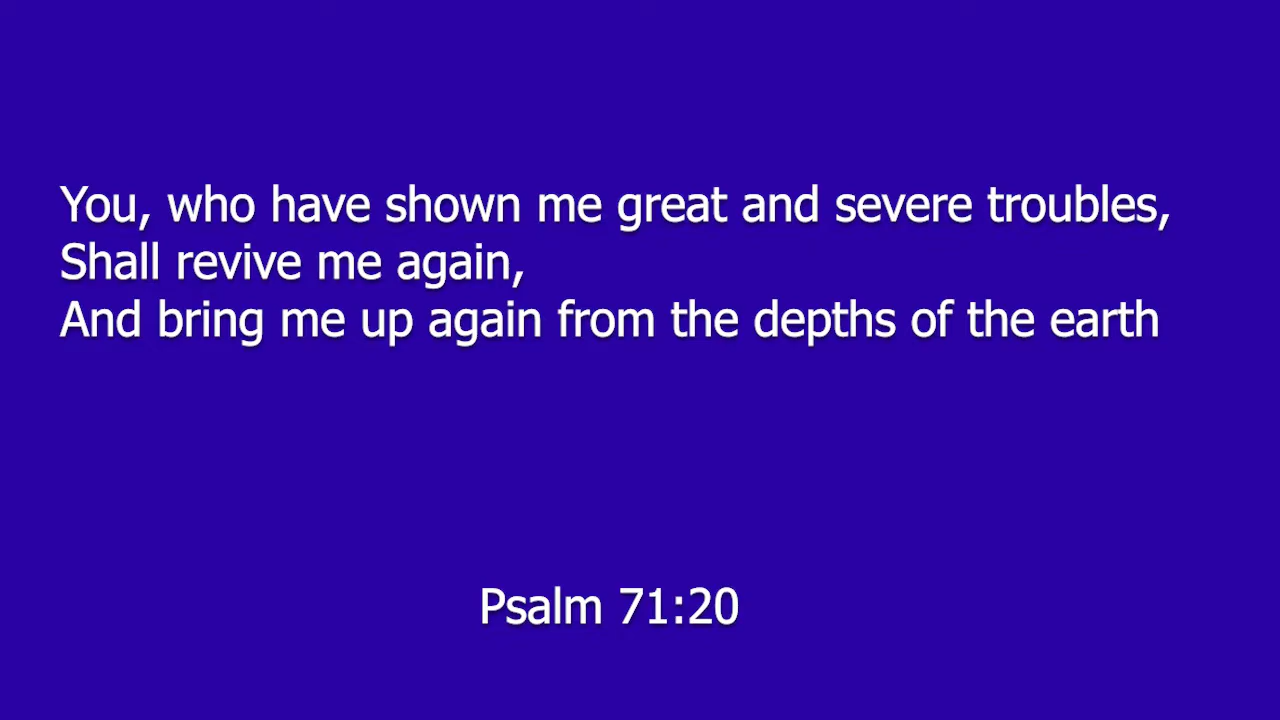 You, who have shown me great and severe troubles,
Shall revive me again,
And bring me up again from the depths of the earth
Psalm 71:20